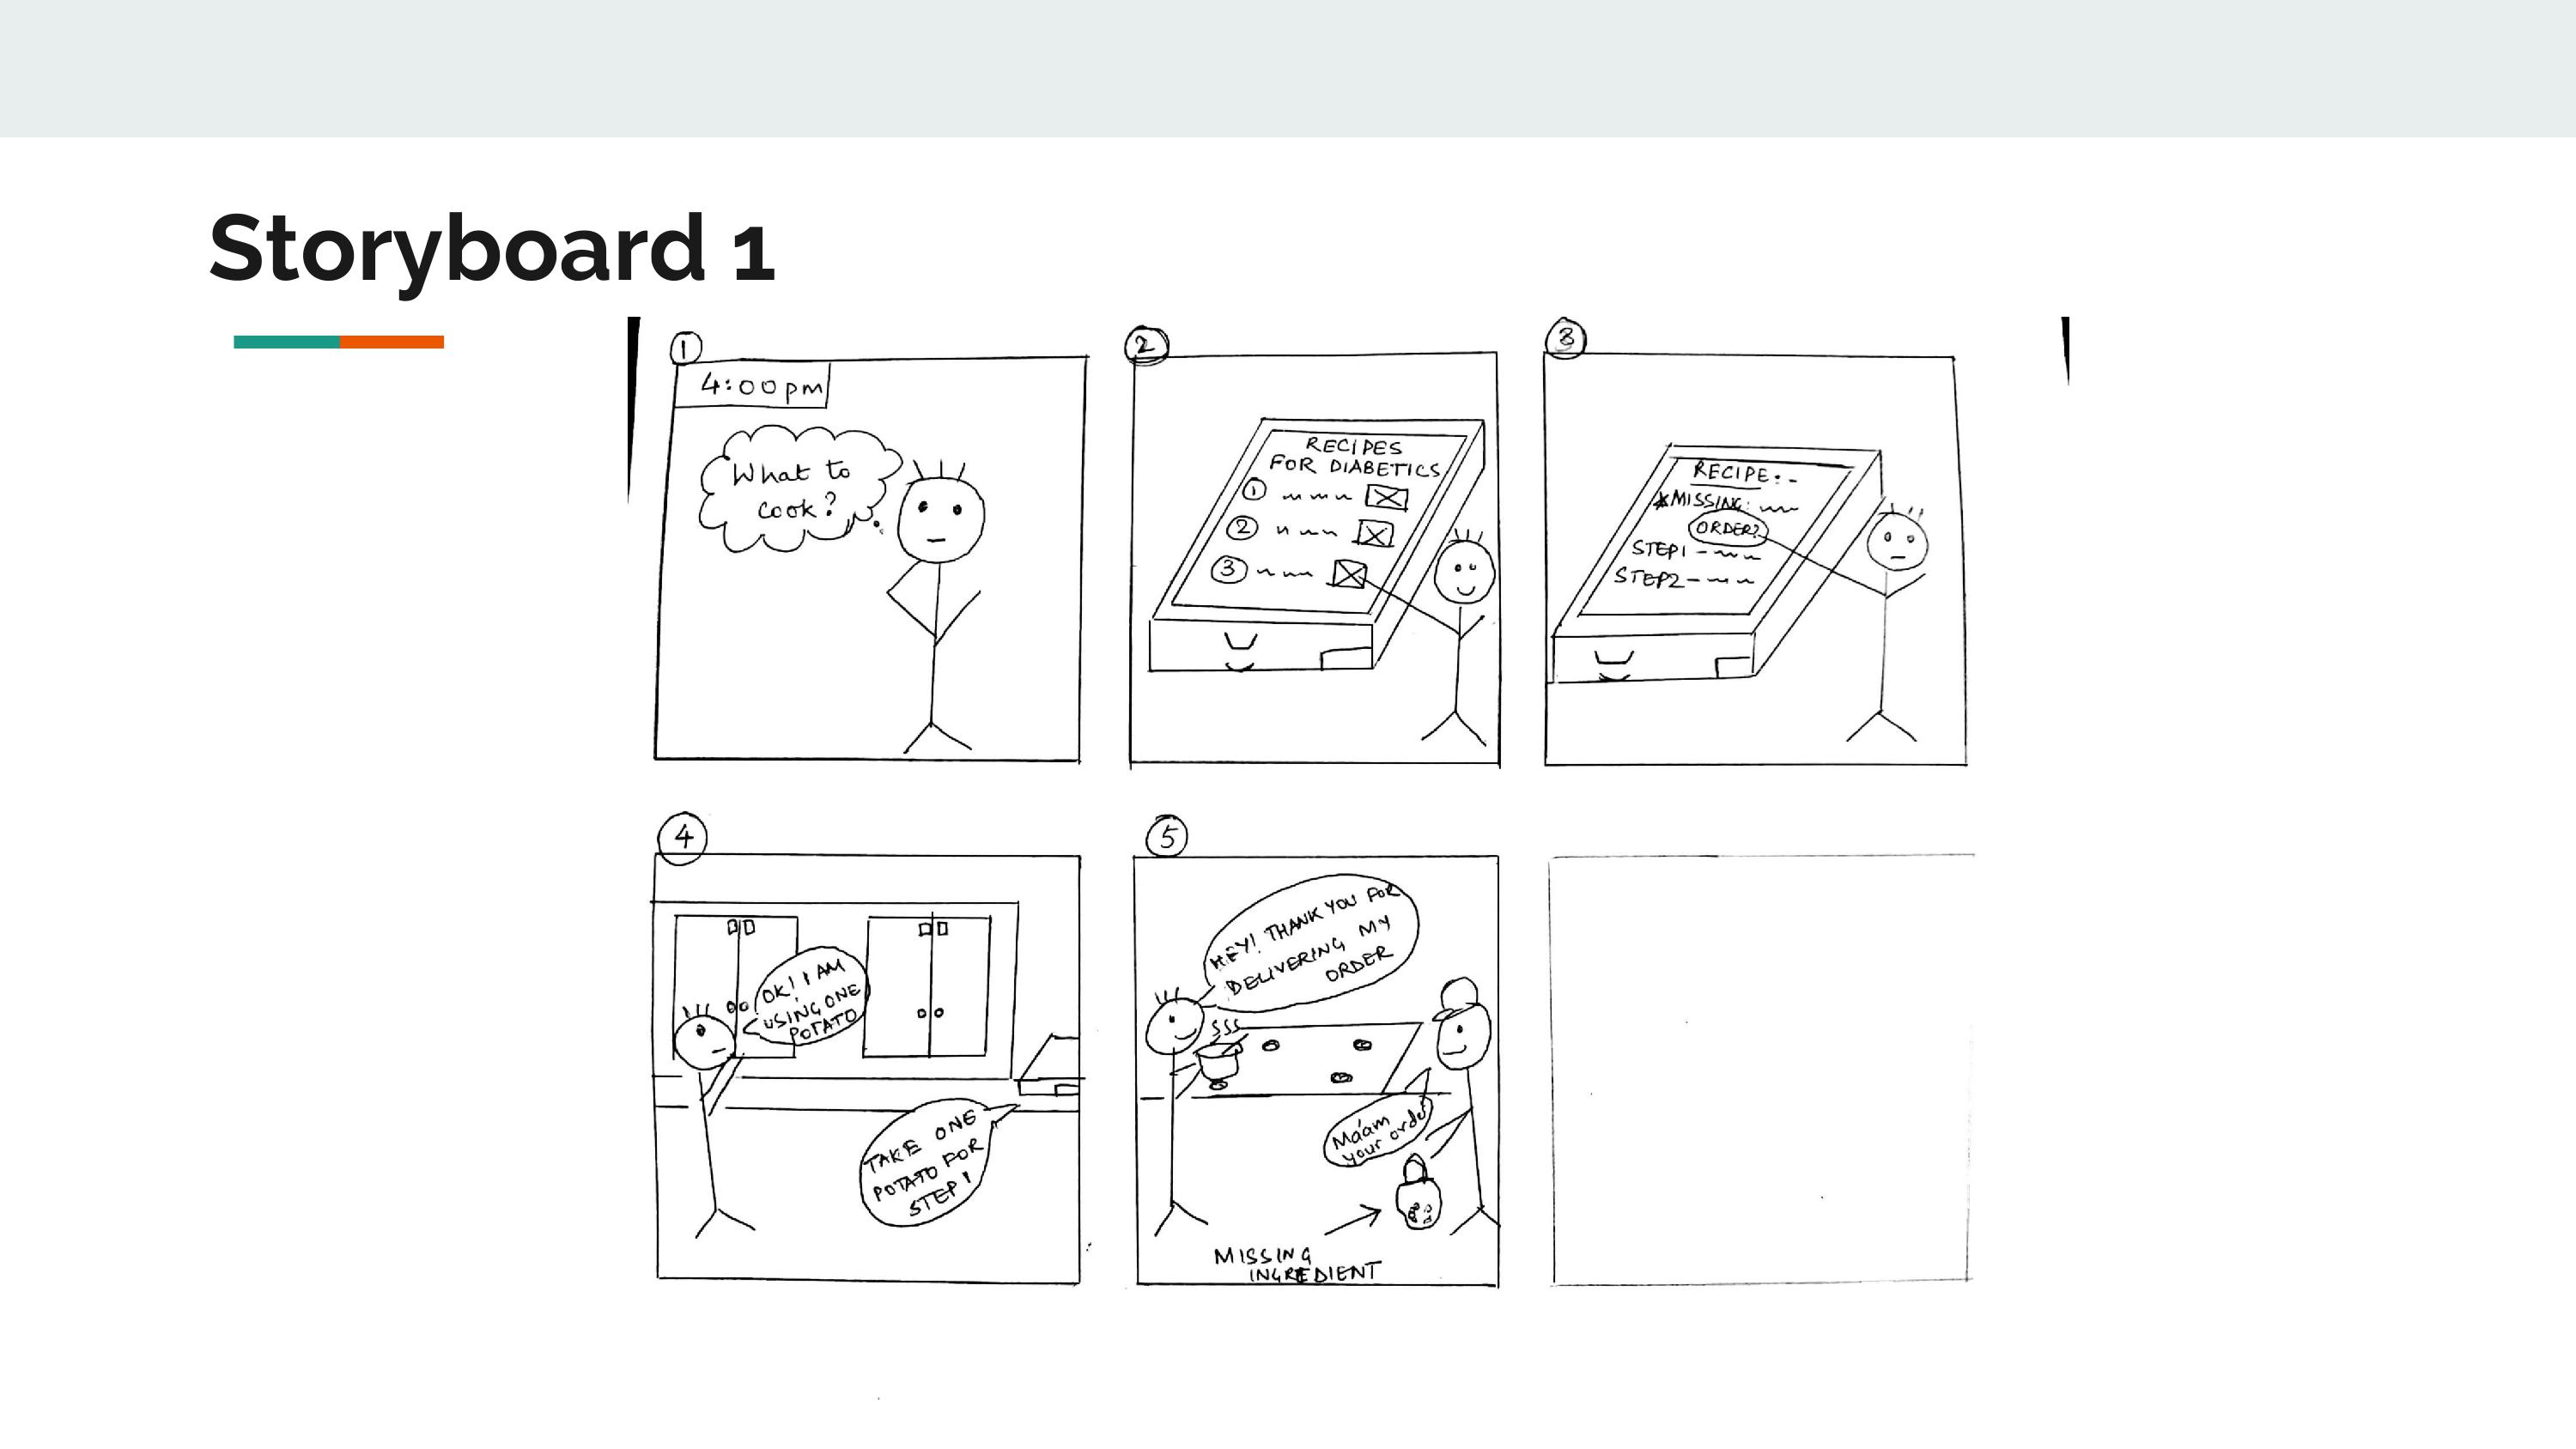 Storyboard 1
1
4:00pm
What to
cook?
2
RECIPES
FOR DIABETICS
1
2
3
3
RECIPE:-
*MISSING:
ORDER?
STEP1-
STEP2-
4
OK! I AM
USING ONE
POTATO
TAKE ONE
POTATO FOR
STEP 1
5
HEY! THANK YOU FOR
DELIVERING MY
ORDER
Ma'am
your order
MISSING
INGREDIENT